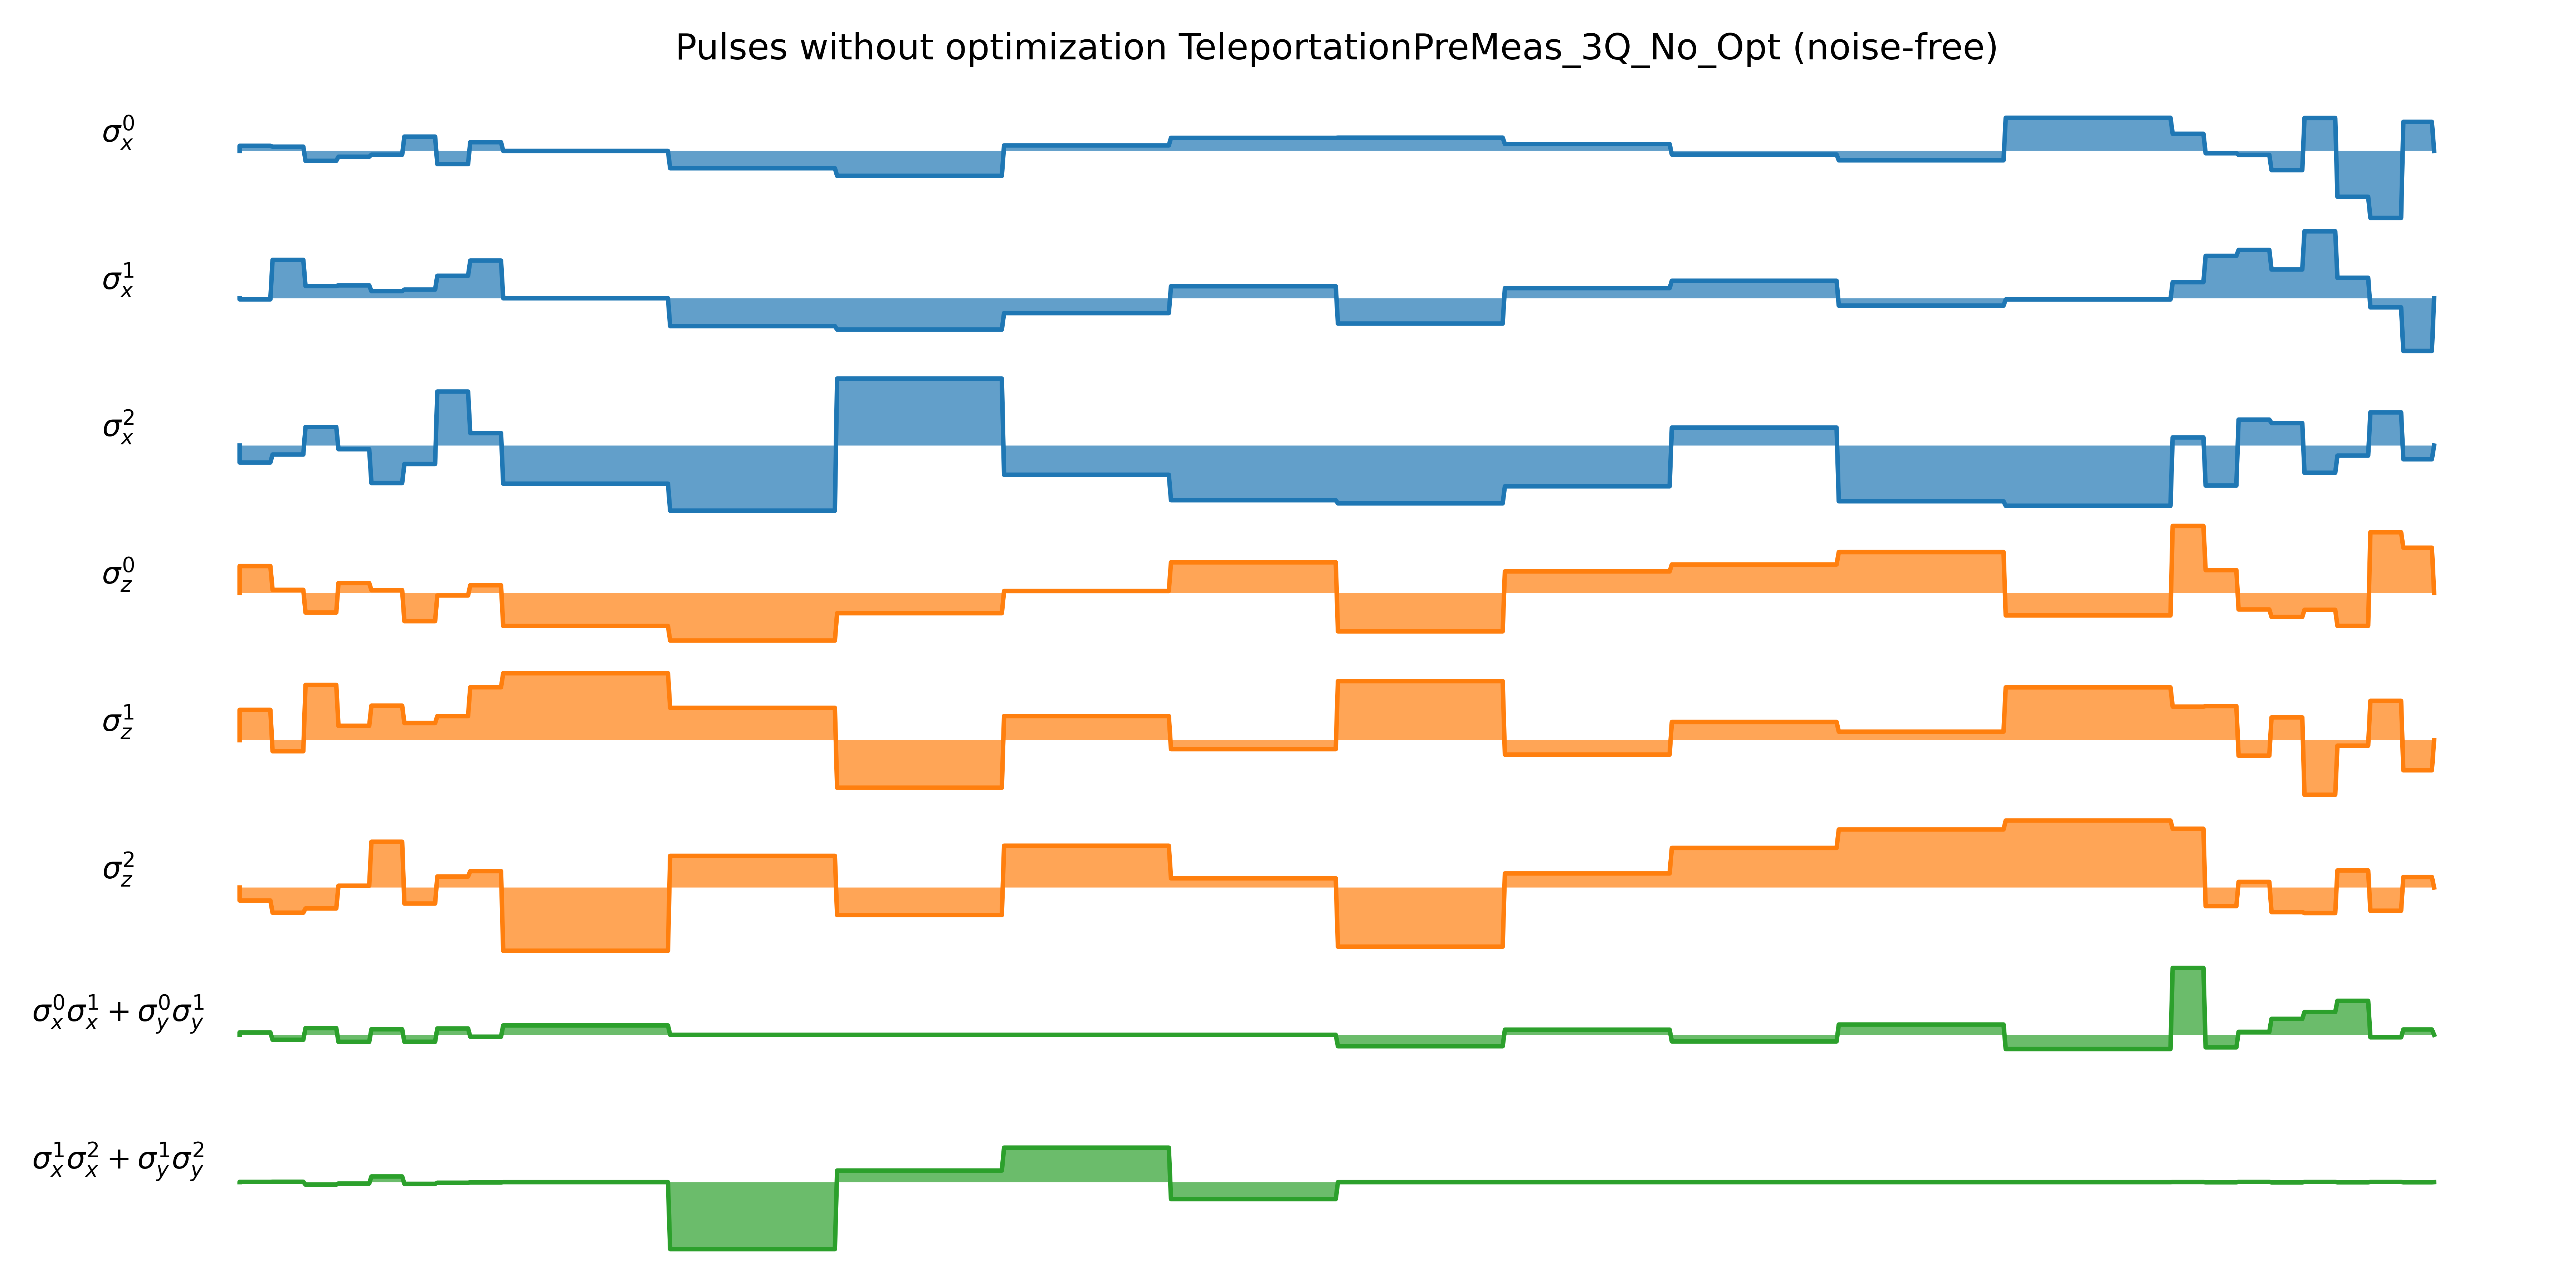 Pulses without optimization TeleportationPreMeas_3Q_No_Opt (noise-free)
σ_x^0
σ_x^1
σ_x^2
σ_z^0
σ_z^1
σ_z^2
σ_x^0σ_x^1 + σ_y^0σ_y^1
σ_x^1σ_x^2 + σ_y^1σ_y^2